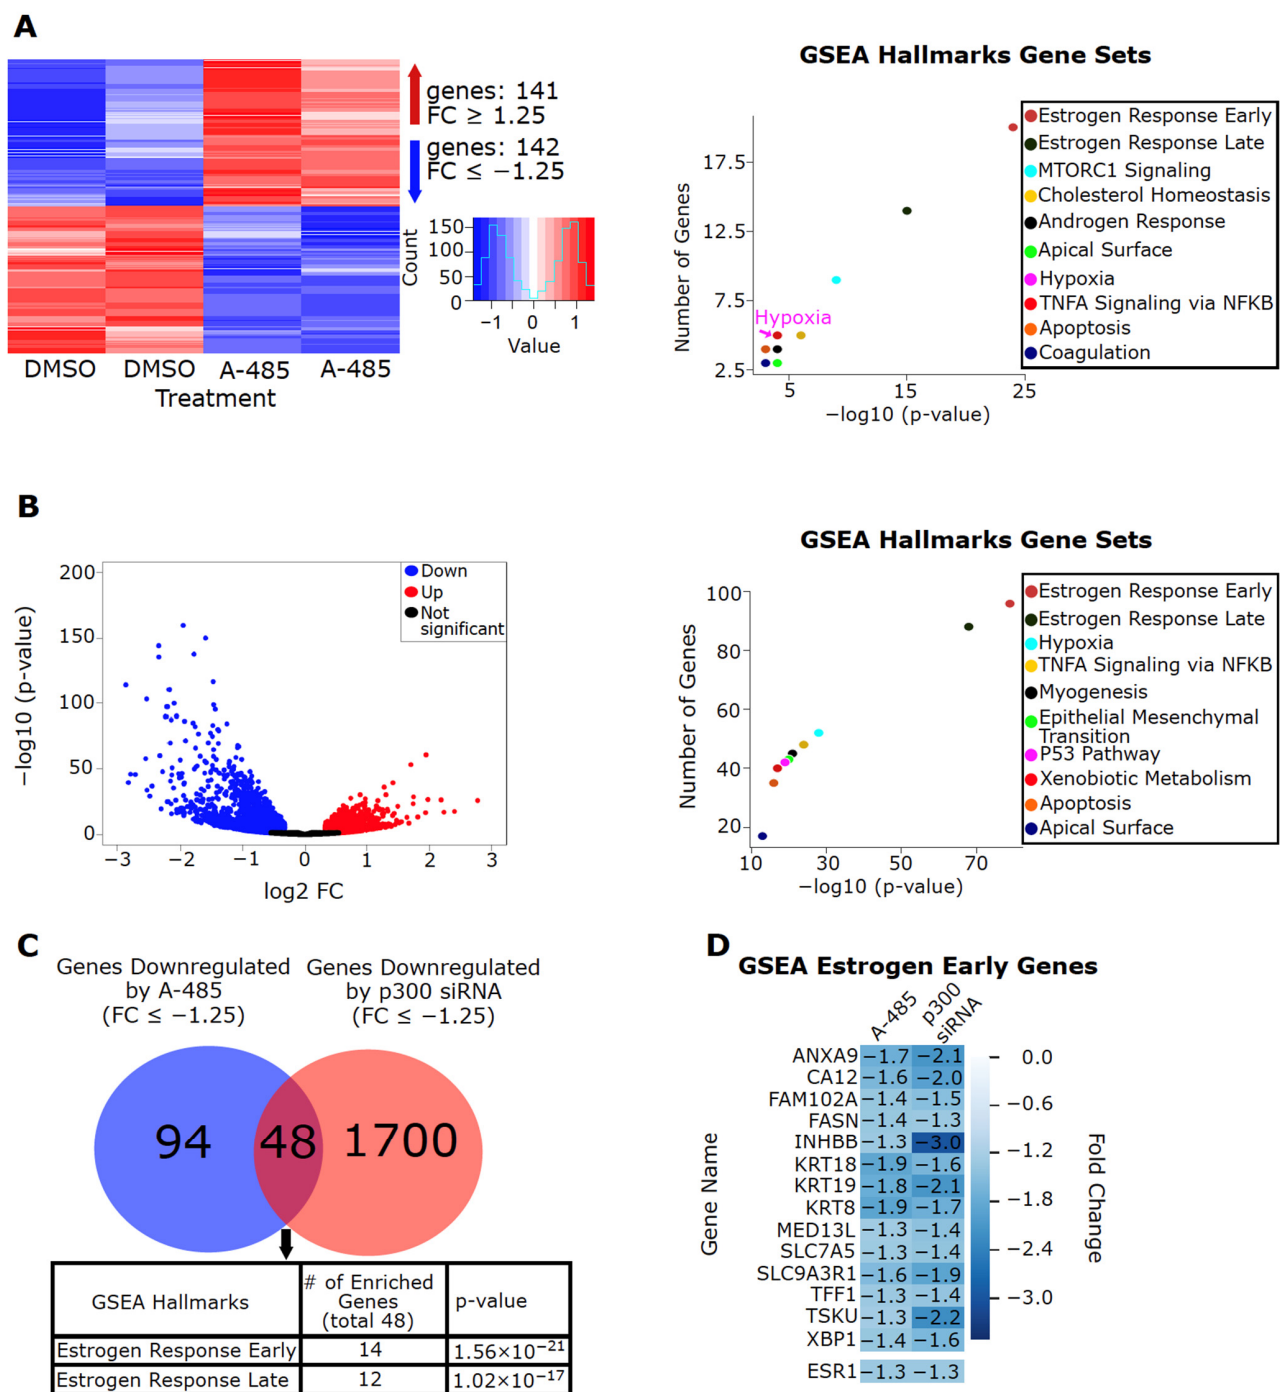 A
genes: 141
FC ≥ 1.25
genes: 142
FC ≤ −1.25
150
100
50
0
Count
−1 0 1
Value
DMSO DMSO A-485 A-485
Treatment
GSEA Hallmarks Gene Sets
Number of Genes
17.5
12.5
7.5
2.5
Hypoxia
5 15 25
−log10 (p-value)
Estrogen Response Early
Estrogen Response Late
MTORC1 Signaling
Cholesterol Homeostasis
Androgen Response
Apical Surface
Hypoxia
TNFA Signaling via NFKB
Apoptosis
Coagulation
B
−log10 (p-value)
200
150
100
50
0
Down
Up
Not
significant
−3 −2 −1 0 1 2 3
log2 FC
GSEA Hallmarks Gene Sets
Number of Genes
100
80
60
40
20
10 30 50 70
−log10 (p-value)
Estrogen Response Early
Estrogen Response Late
Hypoxia
TNFA Signaling via NFKB
Myogenesis
Epithelial Mesenchymal
Transition
P53 Pathway
Xenobiotic Metabolism
Apoptosis
Apical Surface
C
Genes Downregulated
by A-485
(FC ≤ −1.25)
Genes Downregulated
by p300 siRNA
(FC ≤ −1.25)
94 48 1700
GSEA Hallmarks
# of Enriched
Genes
(total 48)
p-value
Estrogen Response Early 14 1.56×10⁻²¹
Estrogen Response Late 12 1.02×10⁻¹⁷
D
GSEA Estrogen Early Genes
A-485
p300
siRNA
Gene Name
ANXA9 −1.7 −2.1
CA12 −1.6 −2.0
FAM102A −1.4 −1.5
FASN −1.4 −1.3
INHBB −1.3 −3.0
KRT18 −1.9 −1.6
KRT19 −1.8 −2.1
KRT8 −1.9 −1.7
MED13L −1.3 −1.4
SLC7A5 −1.3 −1.4
SLC9A3R1 −1.6 −1.9
TFF1 −1.3 −1.4
TSKU −1.3 −2.2
XBP1 −1.4 −1.6
ESR1 −1.3 −1.3
0.0
−0.6
−1.2
−1.8
−2.4
−3.0
Fold Change